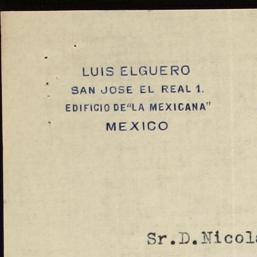 LUIS ELGUERO
SAN JOSE EL REAL 1.
EDIFICIO DE "LA MEXICANA"
MEXICO
Sr.D.Nicol